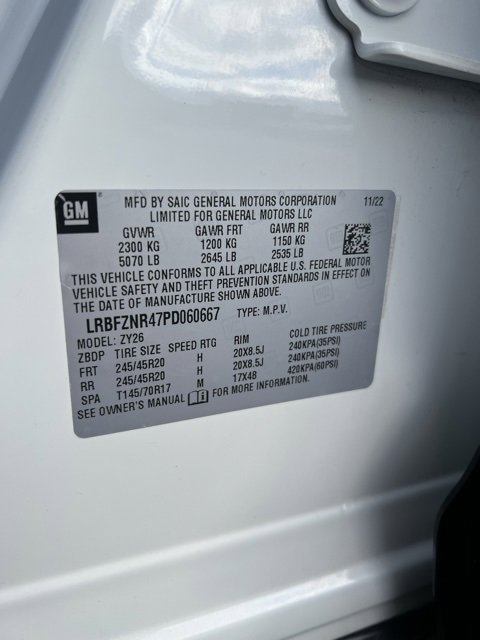 GM
MFD BY SAIC GENERAL MOTORS CORPORATION 11/22
LIMITED FOR GENERAL MOTORS LLC
GVWR GAWR FRT GAWR RR
2300 KG 1200 KG 1150 KG
5070 LB 2645 LB 2535 LB
THIS VEHICLE CONFORMS TO ALL APPLICABLE U.S. FEDERAL MOTOR
VEHICLE SAFETY AND THEFT PREVENTION STANDARDS IN EFFECT ON
THE DATE OF MANUFACTURE SHOWN ABOVE.
LRBFZNR47PD060667 TYPE: M.P.V.
MODEL: ZY26
ZBDP TIRE SIZE SPEED RTG RIM COLD TIRE PRESSURE
FRT 245/45R20 H 20X8.5J 240KPA(35PSI)
RR 245/45R20 H 20X8.5J 240KPA(35PSI)
SPA T145/70R17 M 17X4B 420KPA(60PSI)
SEE OWNER'S MANUAL FOR MORE INFORMATION.